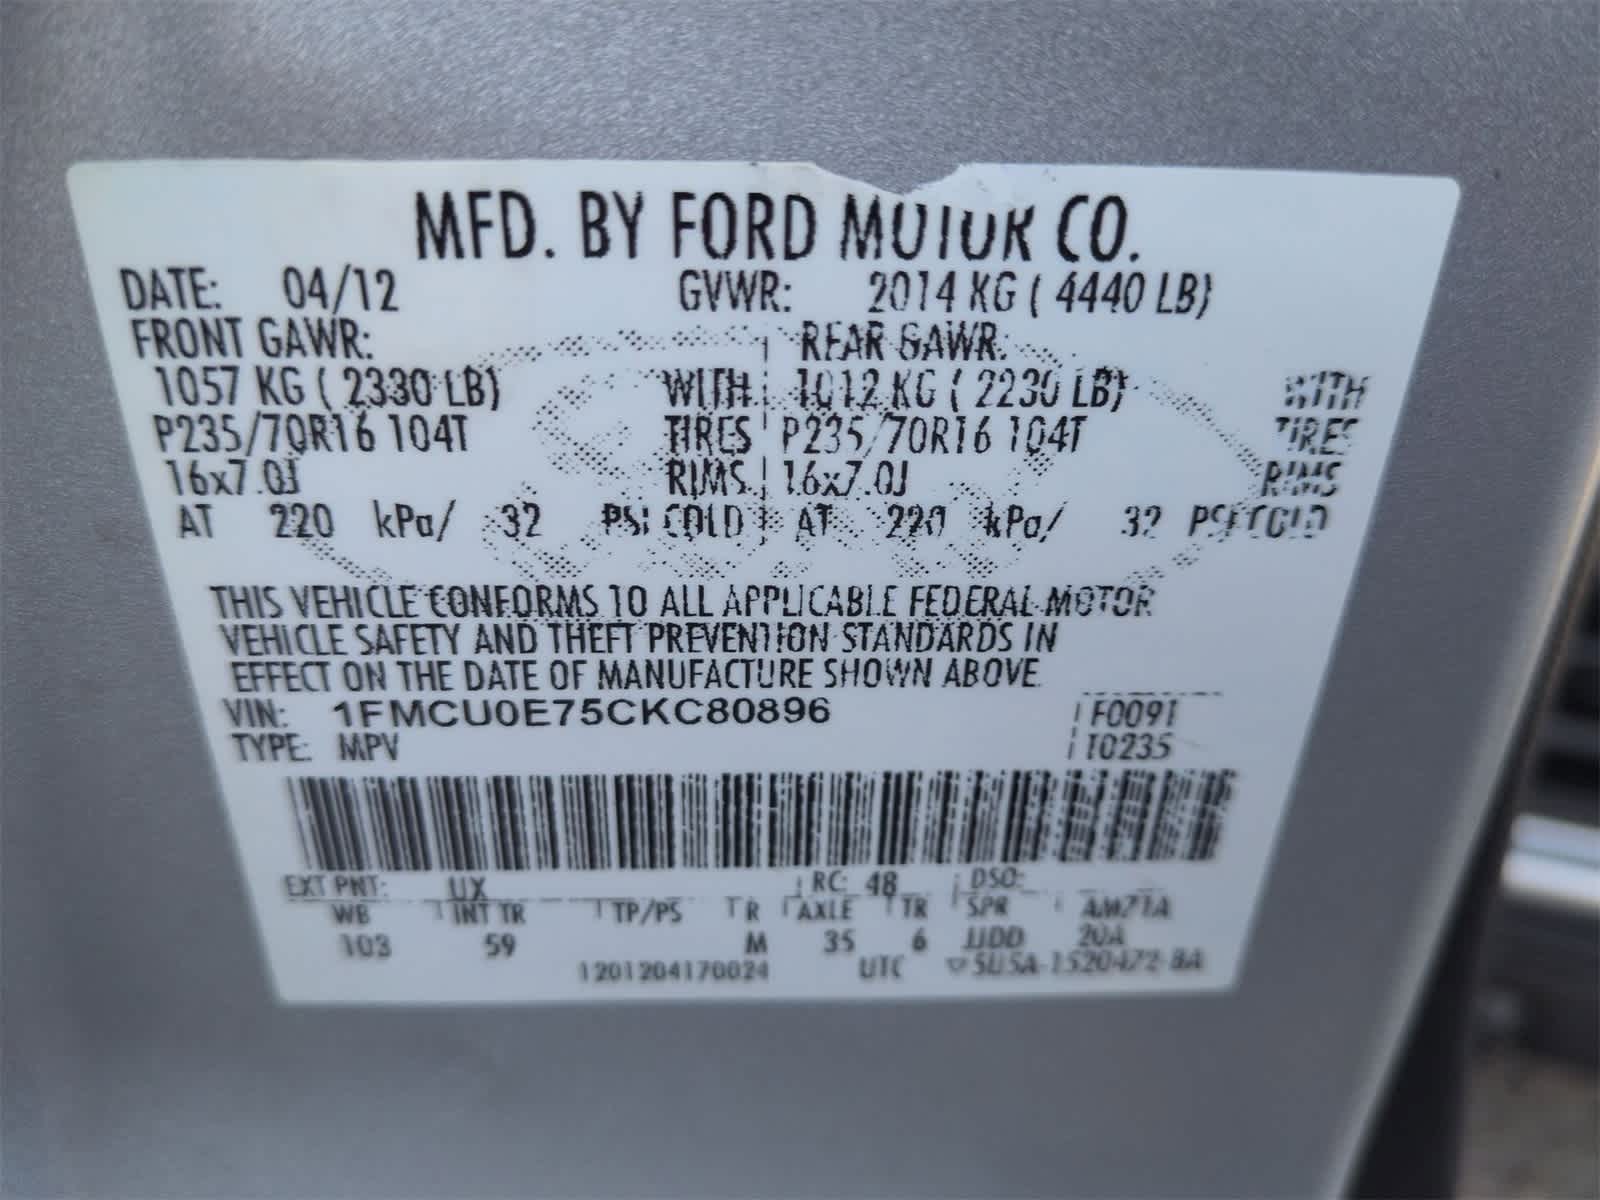 MFD. BY FORD MOTOR CO.
DATE: 04/12 GVWR: 2014 KG ( 4440 LB)
FRONT GAWR: REAR GAWR:
1057 KG ( 2330 LB) WITH 1012 KG ( 2230 LB) WITH
P235/70R16 104T TIRES P235/70R16 104T TIRES
16x7.0J RIMS 16x7.0J RIMS
AT 220 kPa/ 32 PSI COLD AT 220 kPa/ 32 PSI COLD
THIS VEHICLE CONFORMS TO ALL APPLICABLE FEDERAL MOTOR
VEHICLE SAFETY AND THEFT PREVENTION STANDARDS IN
EFFECT ON THE DATE OF MANUFACTURE SHOWN ABOVE.
VIN: 1FMCU0E75CKC80896 F0091
TYPE: MPV T0235
EXT PNT: UX RC: 48 DSO:
WB INT TR TP/PS R AXLE TR SPR AM71A
103 59 M 35 6 JJDD 20A
1201204170024 UTC ▽5U5A-1520472-BA